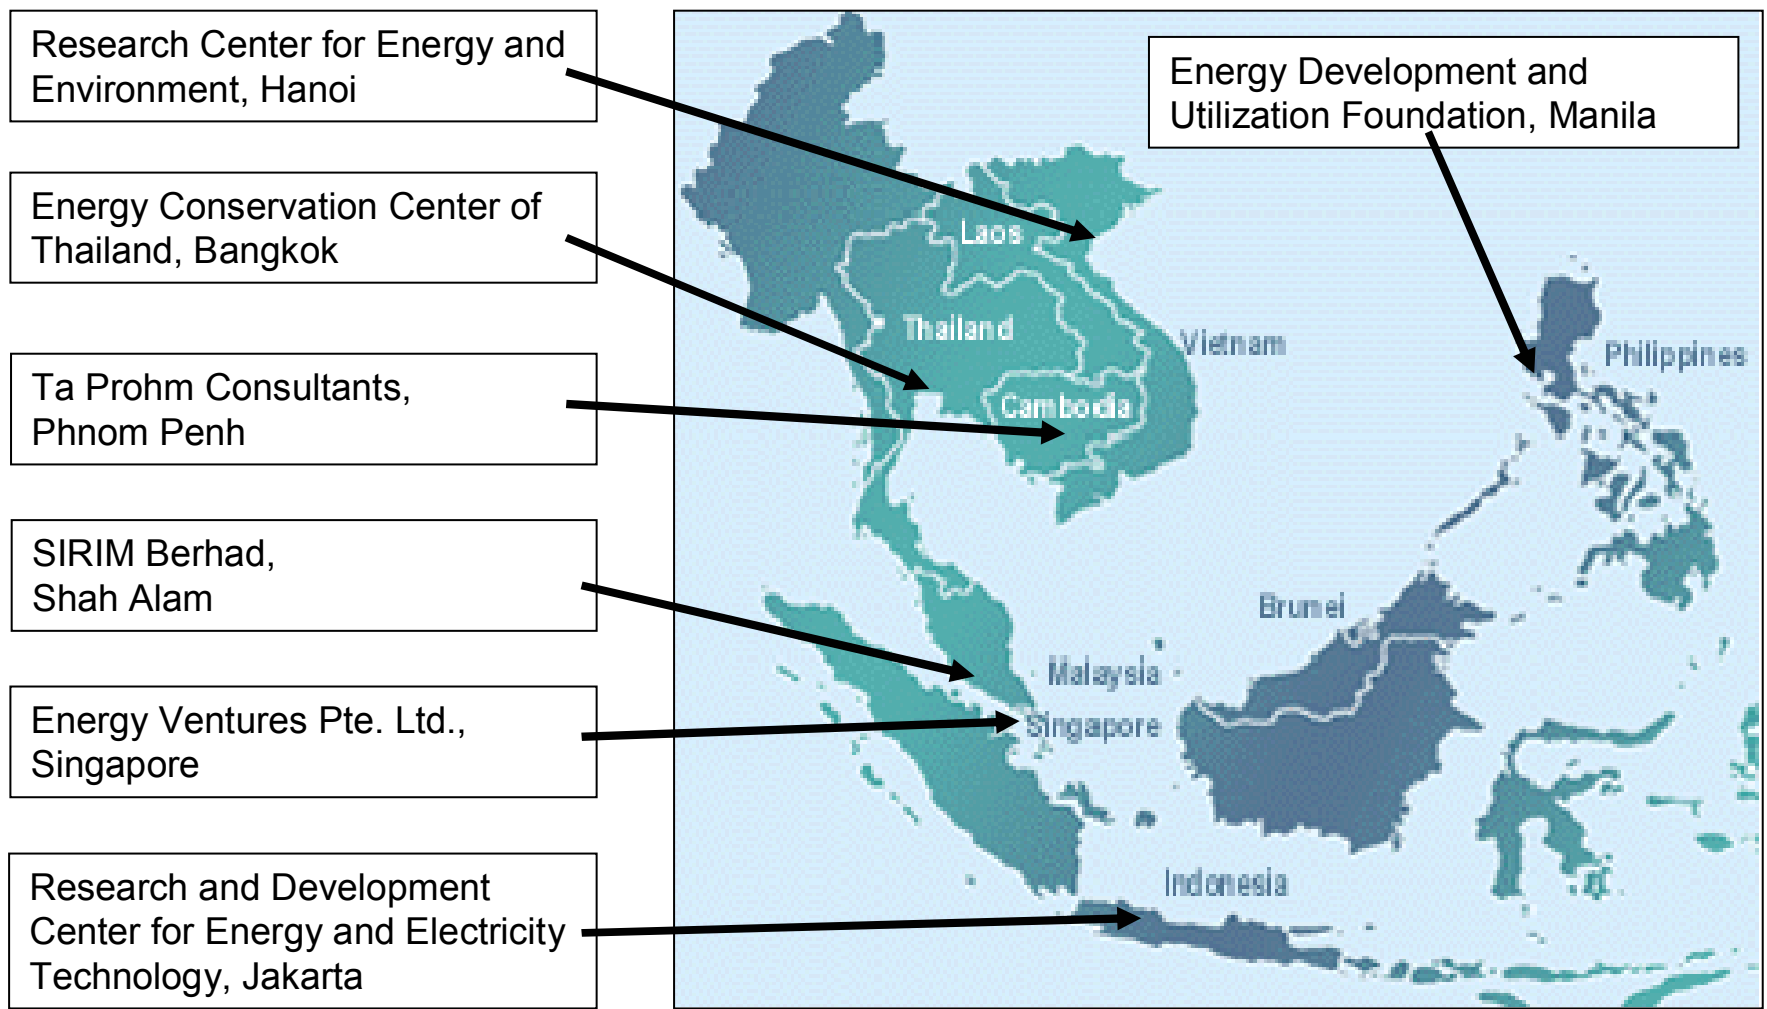 Research Center for Energy and
Environment, Hanoi
Energy Development and
Utilization Foundation, Manila
Energy Conservation Center of
Thailand, Bangkok
Ta Prohm Consultants,
Phnom Penh
SIRIM Berhad,
Shah Alam
Energy Ventures Pte. Ltd.,
Singapore
Research and Development
Center for Energy and Electricity
Technology, Jakarta
Laos
Thailand
Vietnam
Philippines
Cambodia
Brunei
Malaysia
Singapore
Indonesia